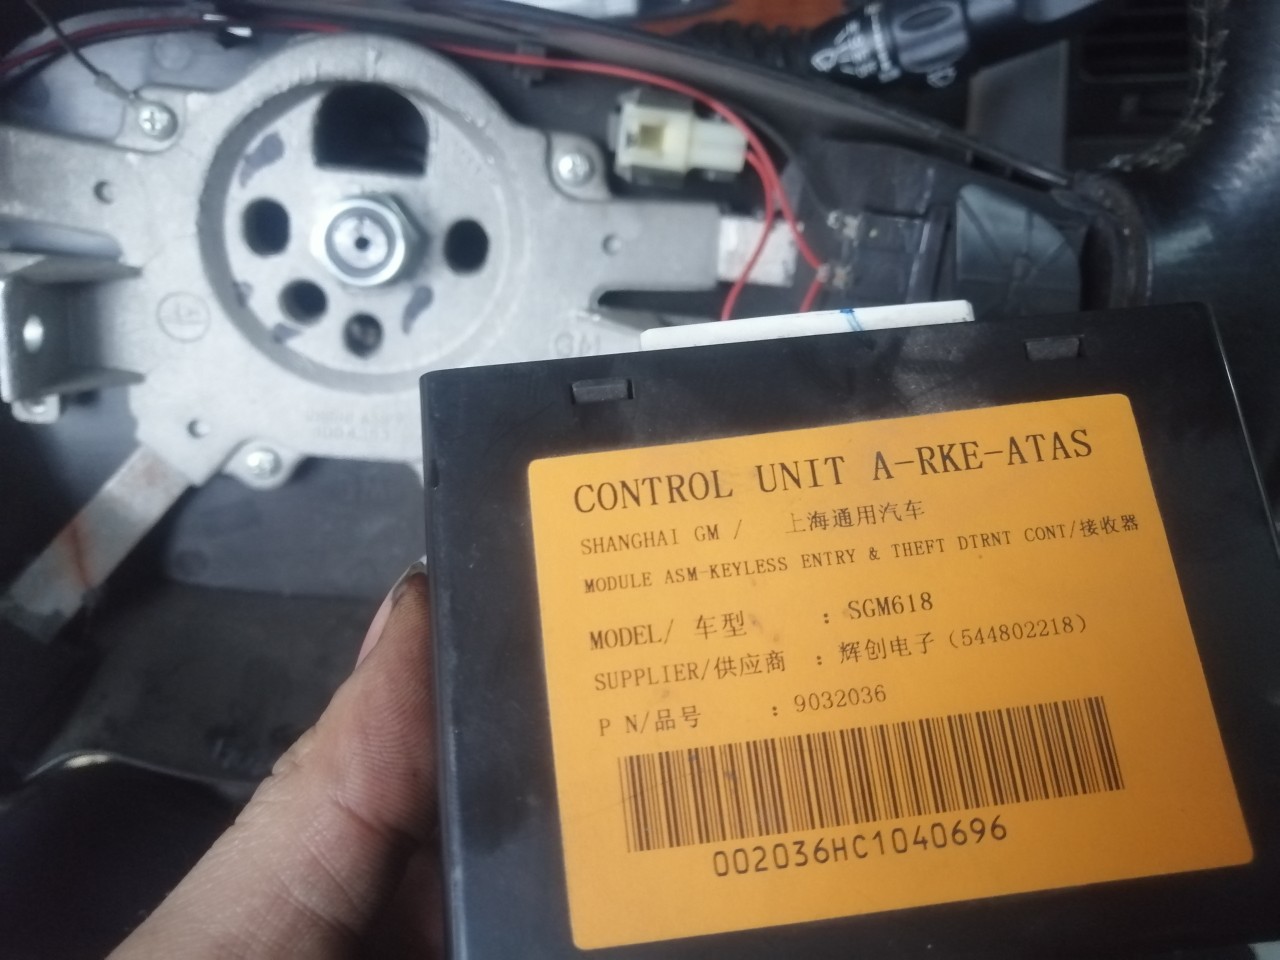 CONTROL UNIT A-RKE-ATAS
SHANGHAI GM / 上海通用汽车
MODULE ASM-KEYLESS ENTRY & THEFT DTRNT CONT/接收器
MODEL/ 车型 : SGM618
SUPPLIER/供应商 : 辉创电子（544802218）
P N/品号 : 9032036
002036HC1040696